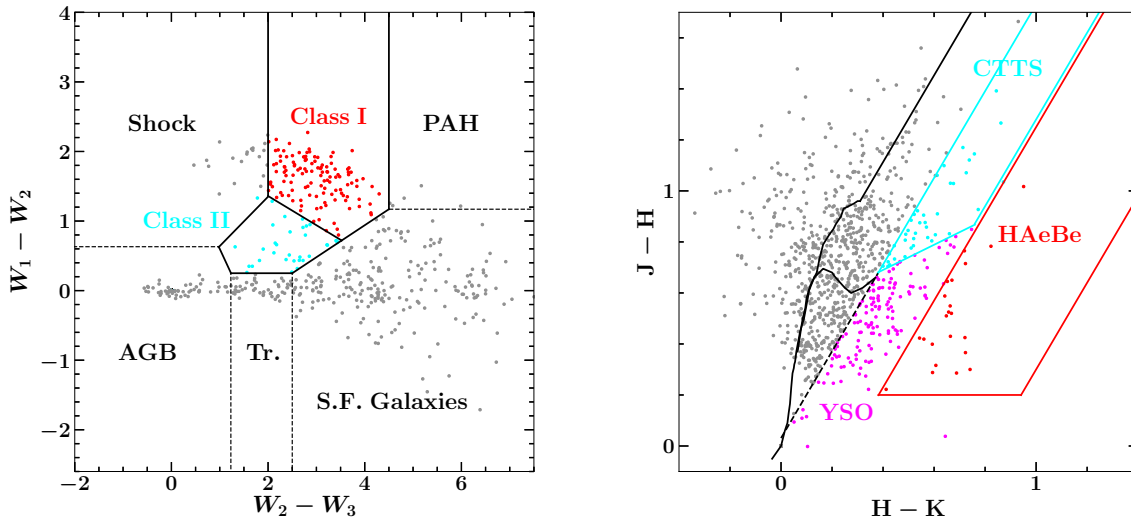 4
3
2
1
0
−1
−2
−2
0
2
4
6
W₁ − W₂
W₂ − W₃
Shock
Class I
PAH
Class II
AGB
Tr.
S.F. Galaxies
1
0
0
1
J − H
H − K
CTTS
HAeBe
YSO